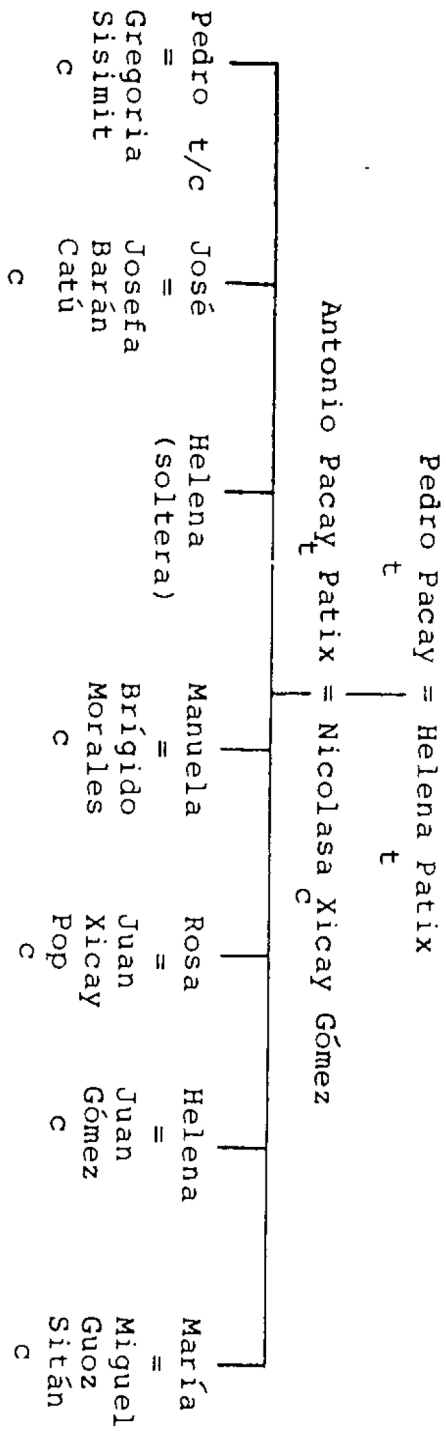 Pedro Pacay = Helena Patix
t t
Antonio Pacay Patix = Nicolasa Xicay Gómez
t c
Pedro t/c
=
Gregoria
Sisimit
c
José
=
Josefa
Barán
Catú
c
Helena
(soltera)
Manuela
=
Brígido
Morales
c
Rosa
=
Juan
Xicay
Pop
c
Helena
=
Juan
Gómez
c
María
=
Miguel
Guoz
Sitán
c